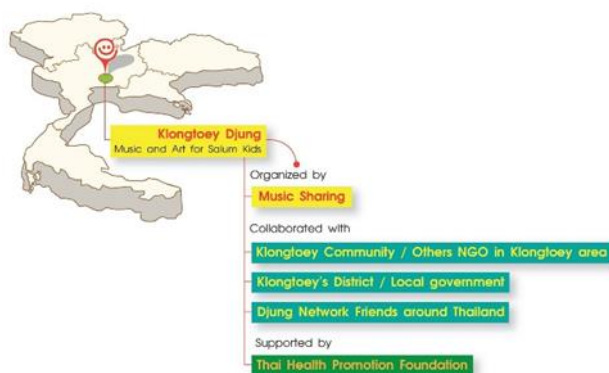 Klongtoey Djung
Music and Art for Salum Kids
Organized by
Music Sharing
Collaborated with
Klongtoey Community / Others NGO in Klongtoey area
Klongtoey's District / Local government
Djung Network Friends around Thailand
Supported by
Thai Health Promotion Foundation